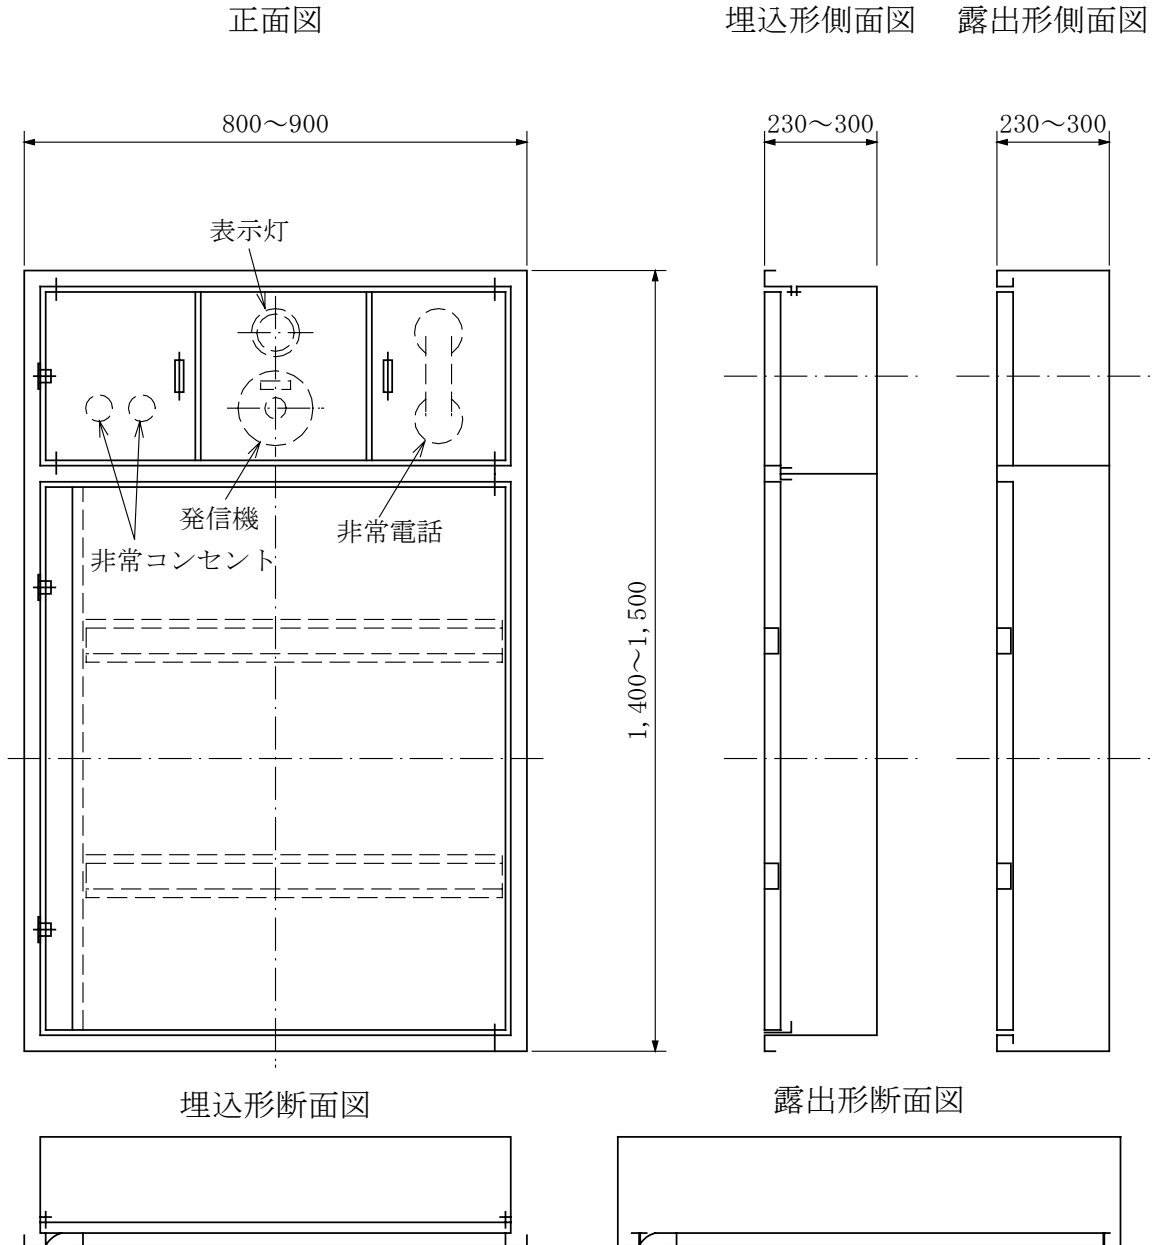 正面図
埋込形側面図
露出形側面図
800～900
230～300
230～300
表示灯
発信機
非常電話
非常コンセント
1,400～1,500
埋込形断面図
露出形断面図